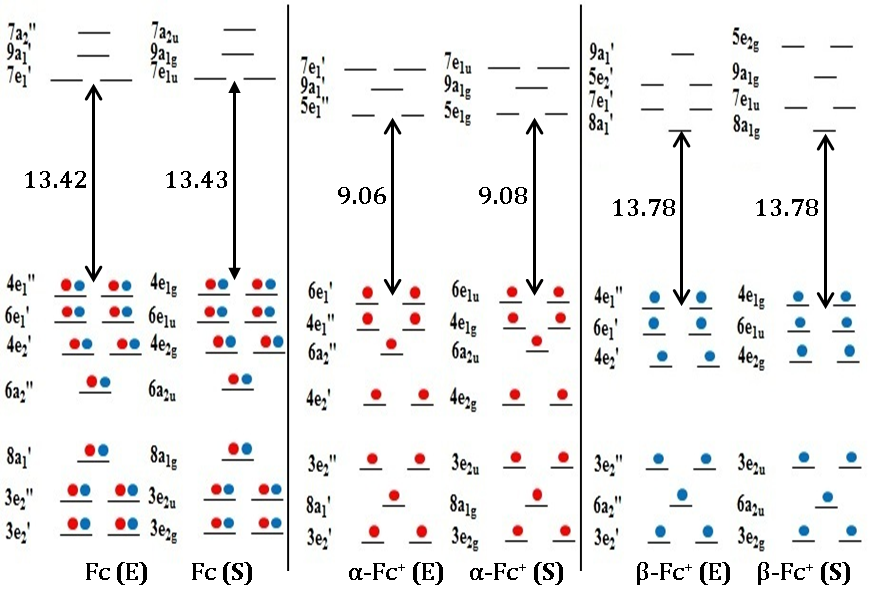 7a₂''
9a₁'
7e₁'
13.42
4e₁''
6e₁'
4e₂'
6a₂''
8a₁'
3e₂''
3e₂'
Fc (E)
7a₂ᵤ
9a₁g
7e₁ᵤ
13.43
4e₁g
6e₁ᵤ
4e₂g
6a₂ᵤ
8a₁g
3e₂ᵤ
3e₂g
Fc (S)
7e₁'
9a₁'
5e₁''
9.06
6e₁'
4e₁''
6a₂''
4e₂'
3e₂''
8a₁'
3e₂'
α-Fc⁺ (E)
7e₁ᵤ
9a₁g
5e₁g
9.08
6e₁ᵤ
4e₁g
6a₂ᵤ
4e₂g
3e₂ᵤ
8a₁g
3e₂g
α-Fc⁺ (S)
9a₁'
5e₂'
7e₁'
8a₁'
13.78
4e₁''
6e₁'
4e₂'
3e₂''
6a₂''
3e₂'
β-Fc⁺ (E)
5e₂g
9a₁g
7e₁ᵤ
8a₁g
13.78
4e₁g
6e₁ᵤ
4e₂g
3e₂ᵤ
6a₂ᵤ
3e₂g
β-Fc⁺ (S)